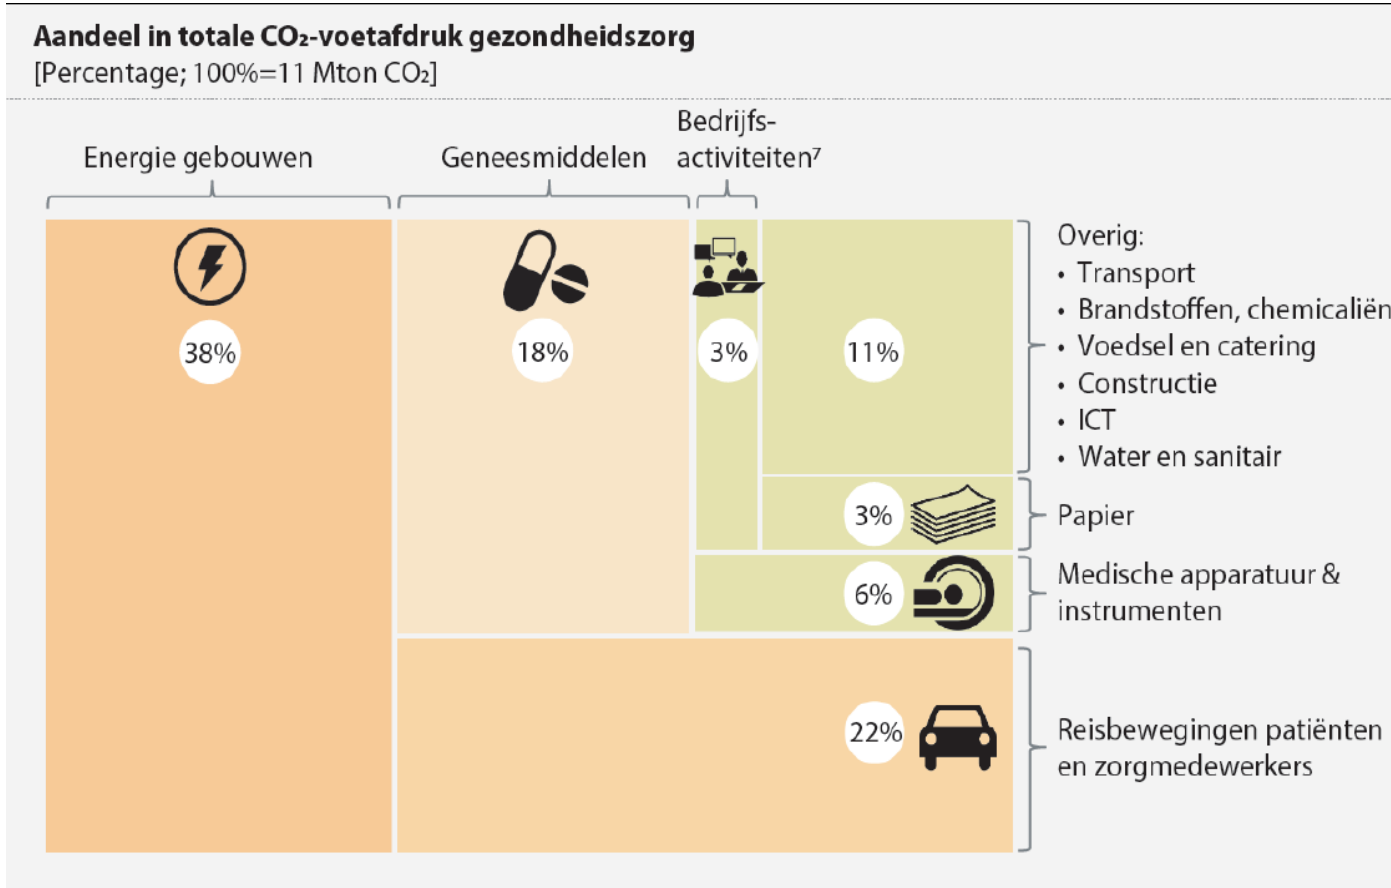 Aandeel in totale CO₂-voetafdruk gezondheidszorg
[Percentage; 100%=11 Mton CO₂]
Energie gebouwen
Geneesmiddelen
Bedrijfs-
activiteiten⁷
38%
18%
3%
11%
Overig:
• Transport
• Brandstoffen, chemicaliën
• Voedsel en catering
• Constructie
• ICT
• Water en sanitair
3%
Papier
6%
Medische apparatuur &
instrumenten
22%
Reisbewegingen patiënten
en zorgmedewerkers